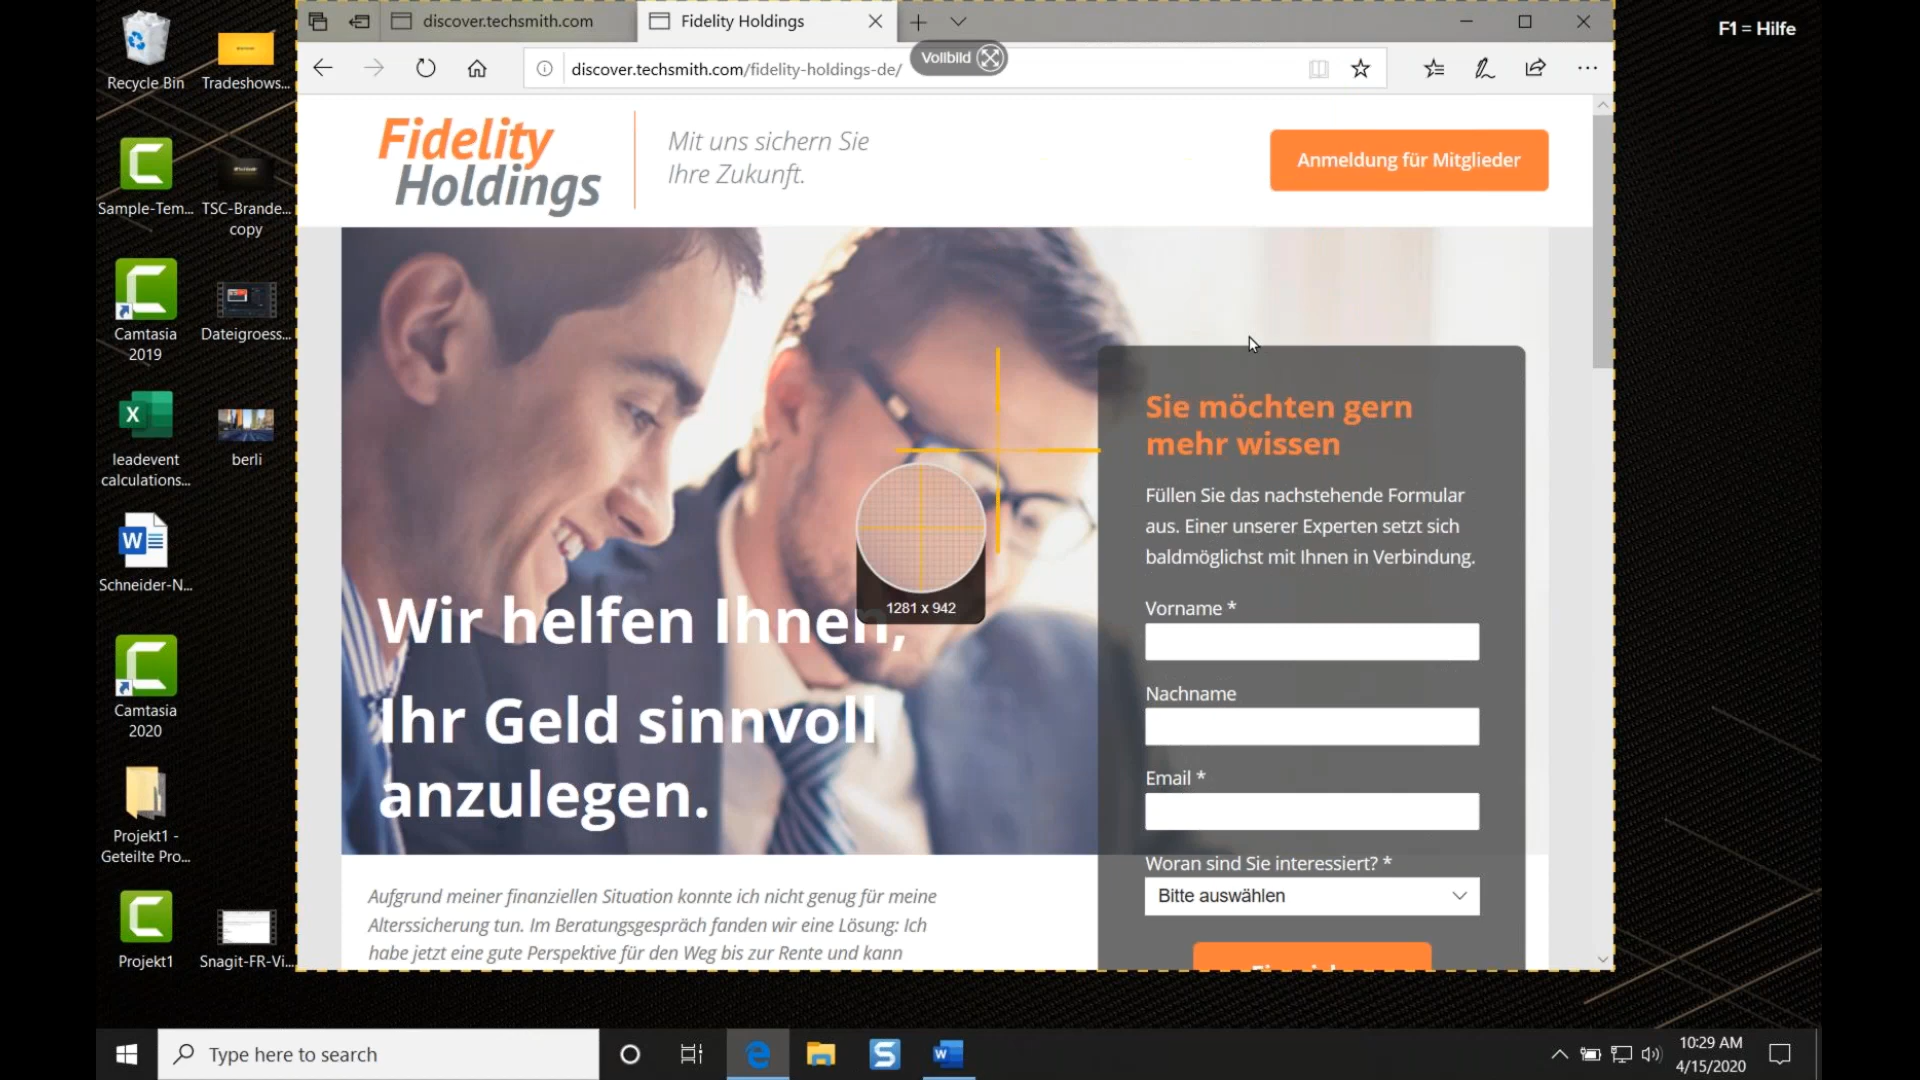 F1 = Hilfe
discover.techsmith.com
Fidelity Holdings
discover.techsmith.com/fidelity-holdings-de/
Vollbild
Recycle Bin
Tradeshows...
Sample-Tem...
TSC-Brande...
copy
Camtasia
2019
Dateigroess...
leadevent
calculations...
berli
Schneider-N...
Camtasia
2020
Projekt1 -
Geteilte Pro...
Projekt1
Snagit-FR-Vi...
Fidelity
Holdings
Mit uns sichern Sie
Ihre Zukunft.
Anmeldung für Mitglieder
Wir helfen Ihnen,
Ihr Geld sinnvoll
anzulegen.
1281 x 942
Sie möchten gern
mehr wissen
Füllen Sie das nachstehende Formular
aus. Einer unserer Experten setzt sich
baldmöglichst mit Ihnen in Verbindung.
Vorname *
Nachname
Email *
Woran sind Sie interessiert? *
Bitte auswählen
Aufgrund meiner finanziellen Situation konnte ich nicht genug für meine
Alterssicherung tun. Im Beratungsgespräch fanden wir eine Lösung: Ich
habe jetzt eine gute Perspektive für den Weg bis zur Rente und kann
Type here to search
10:29 AM
4/15/2020